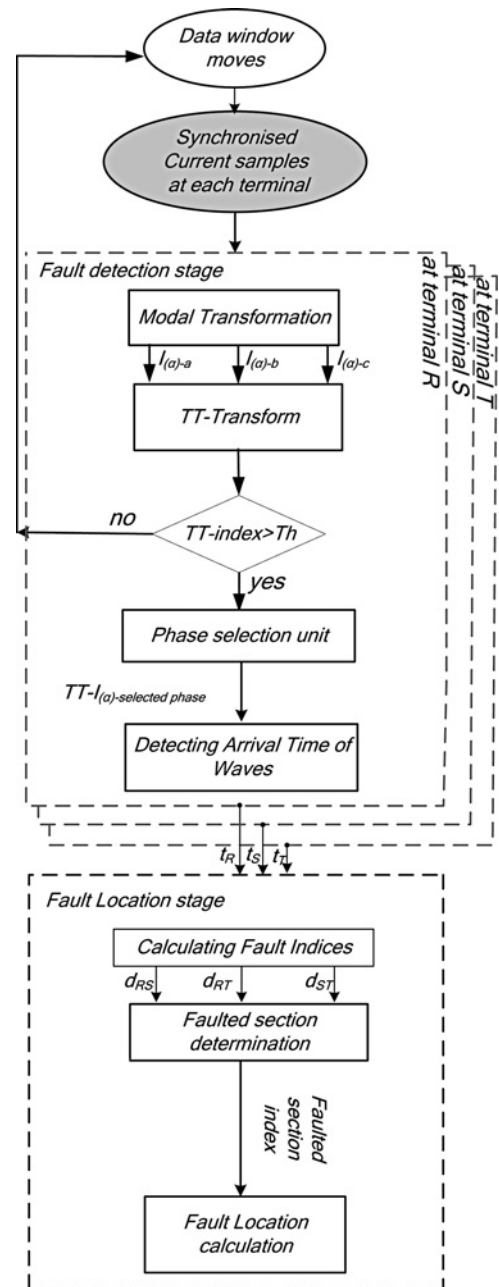 Data window
moves
Synchronised
Current samples
at each terminal
Fault detection stage
at terminal R
at terminal S
at terminal T
Modal Transformation
I(α)-a
I(α)-b
I(α)-c
TT-Transform
TT-index>Th
no
yes
Phase selection unit
TT-I(α)-selected phase
Detecting Arrival Time of
Waves
tR
tS
tT
Fault Location stage
Calculating Fault Indices
dRS
dRT
dST
Faulted section
determination
Faulted
section
index
Fault Location
calculation